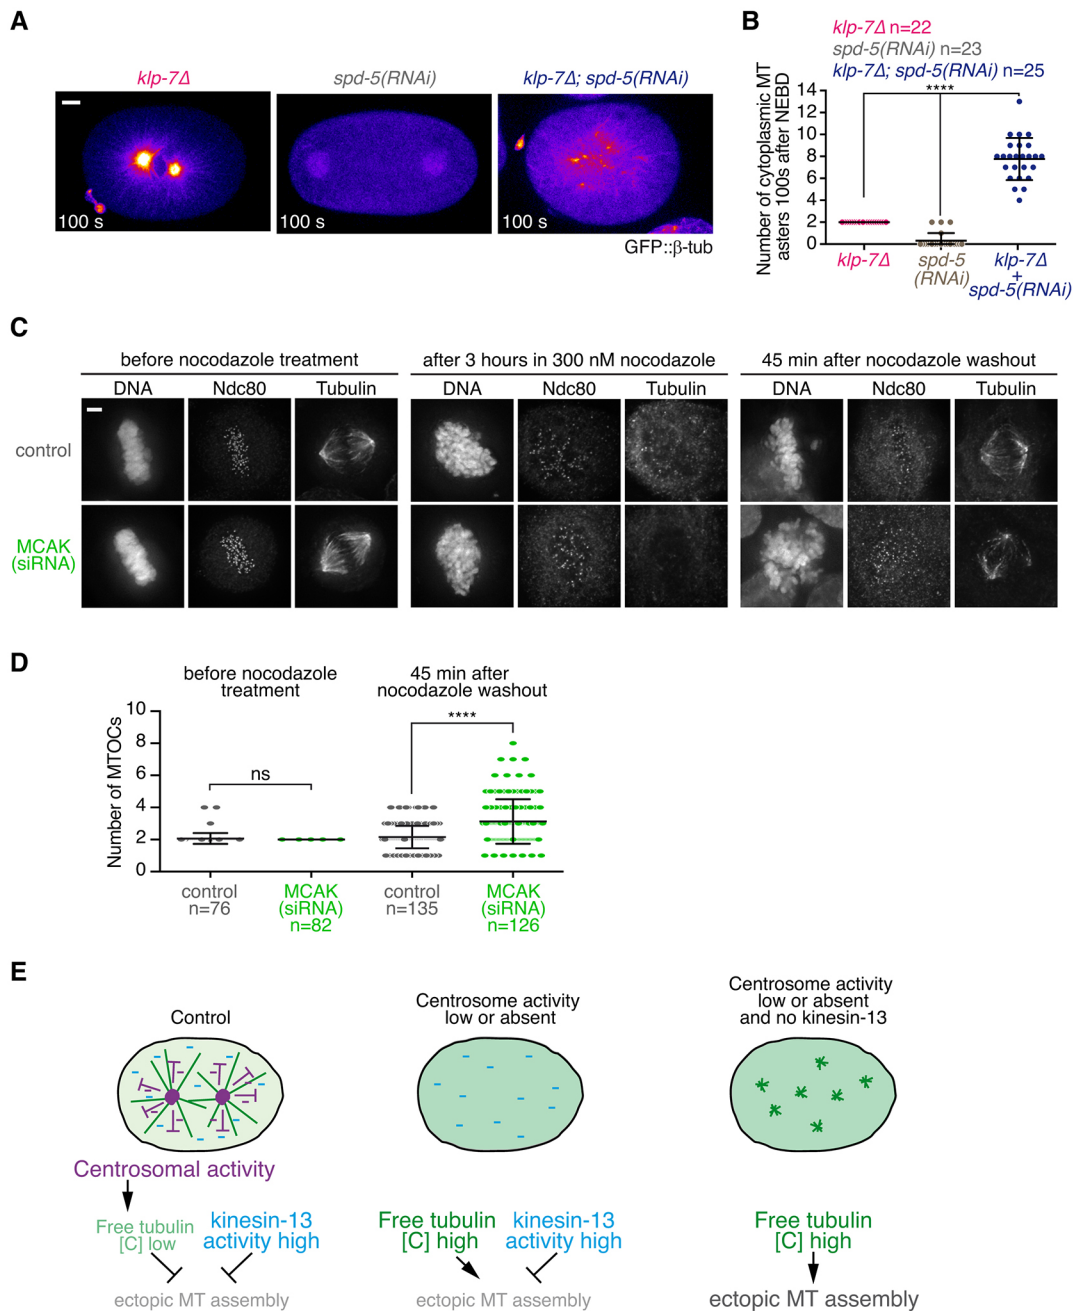 A
klp-7Δ
spd-5(RNAi)
klp-7Δ; spd-5(RNAi)
100 s
100 s
100 s
GFP::β-tub
B
klp-7Δ n=22
spd-5(RNAi) n=23
klp-7Δ; spd-5(RNAi) n=25
Number of cytoplasmic MT
asters 100s after NEBD
14
12
10
8
6
4
2
0
****
klp-7Δ
spd-5
(RNAi)
klp-7Δ
+
spd-5(RNAi)
C
before nocodazole treatment
after 3 hours in 300 nM nocodazole
45 min after nocodazole washout
DNA
Ndc80
Tubulin
DNA
Ndc80
Tubulin
DNA
Ndc80
Tubulin
control
MCAK
(siRNA)
D
before nocodazole
treatment
45 min after
nocodazole washout
Number of MTOCs
10
8
6
4
2
0
ns
****
control
n=76
MCAK
(siRNA)
n=82
control
n=135
MCAK
(siRNA)
n=126
E
Control
Centrosome activity
low or absent
Centrosome activity
low or absent
and no kinesin-13
Centrosomal activity
Free tubulin
[C] low
kinesin-13
activity high
ectopic MT assembly
Free tubulin
[C] high
kinesin-13
activity high
ectopic MT assembly
Free tubulin
[C] high
ectopic MT assembly